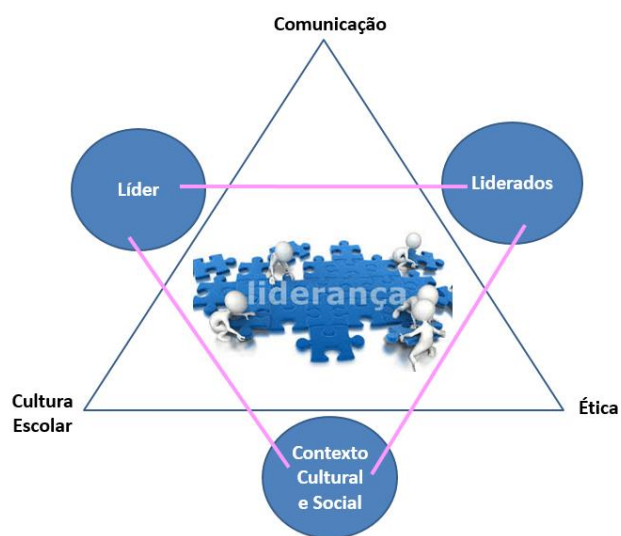 Comunicação
Líder
Liderados
liderança
Cultura
Escolar
Ética
Contexto
Cultural
e Social